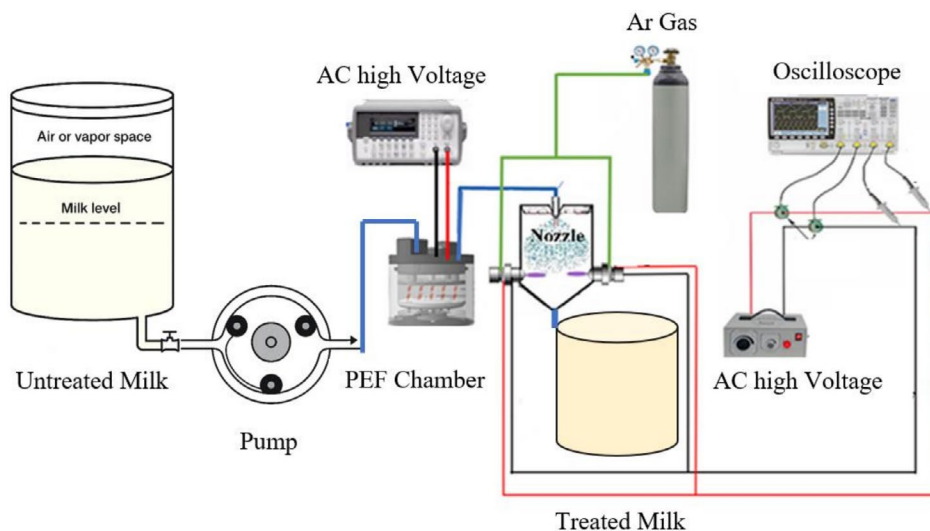 Ar Gas
AC high Voltage
Oscilloscope
Air or vapor space
Milk level
Nozzle
Untreated Milk
PEF Chamber
AC high Voltage
Pump
Treated Milk